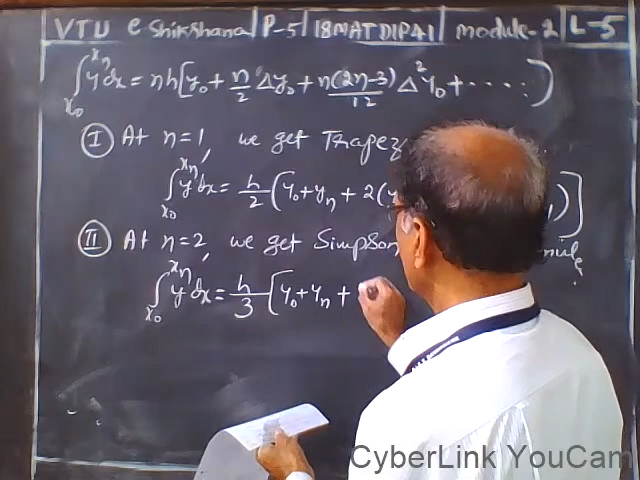 VTU e Shikshana | P-5 | 18MATDIP41 | module-2 | L-5
∫_{x₀}^{xₙ} y dx = nh[y₀ + n/2 Δy₀ + n(2n-3)/12 Δ²y₀ + ·····]
(I) At n=1, we get
∫_{x₀}^{xₙ} y dx = h/2 [y₀+yₙ + 2(y )]
(II) At n=2, we get
∫_{x₀}^{xₙ} y dx = h/3 [y₀+yₙ +
CyberLink YouCam